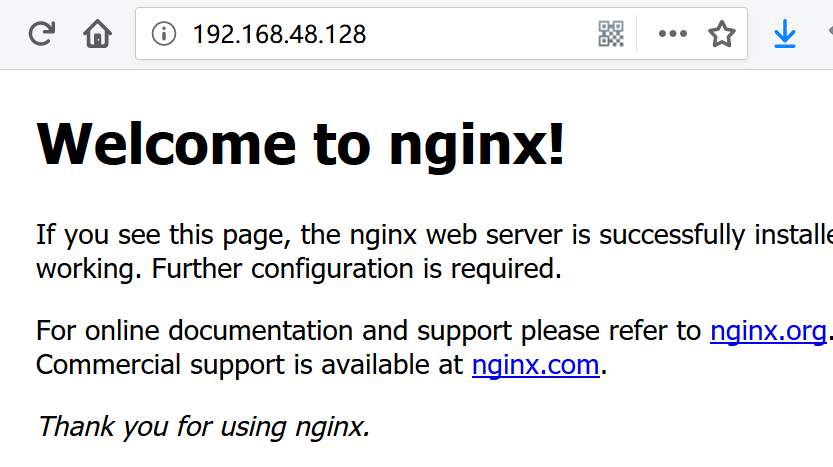 192.168.48.128
Welcome to nginx!
If you see this page, the nginx web server is successfully
working. Further configuration is required.
For online documentation and support please refer to nginx.org.
Commercial support is available at nginx.com.
Thank you for using nginx.